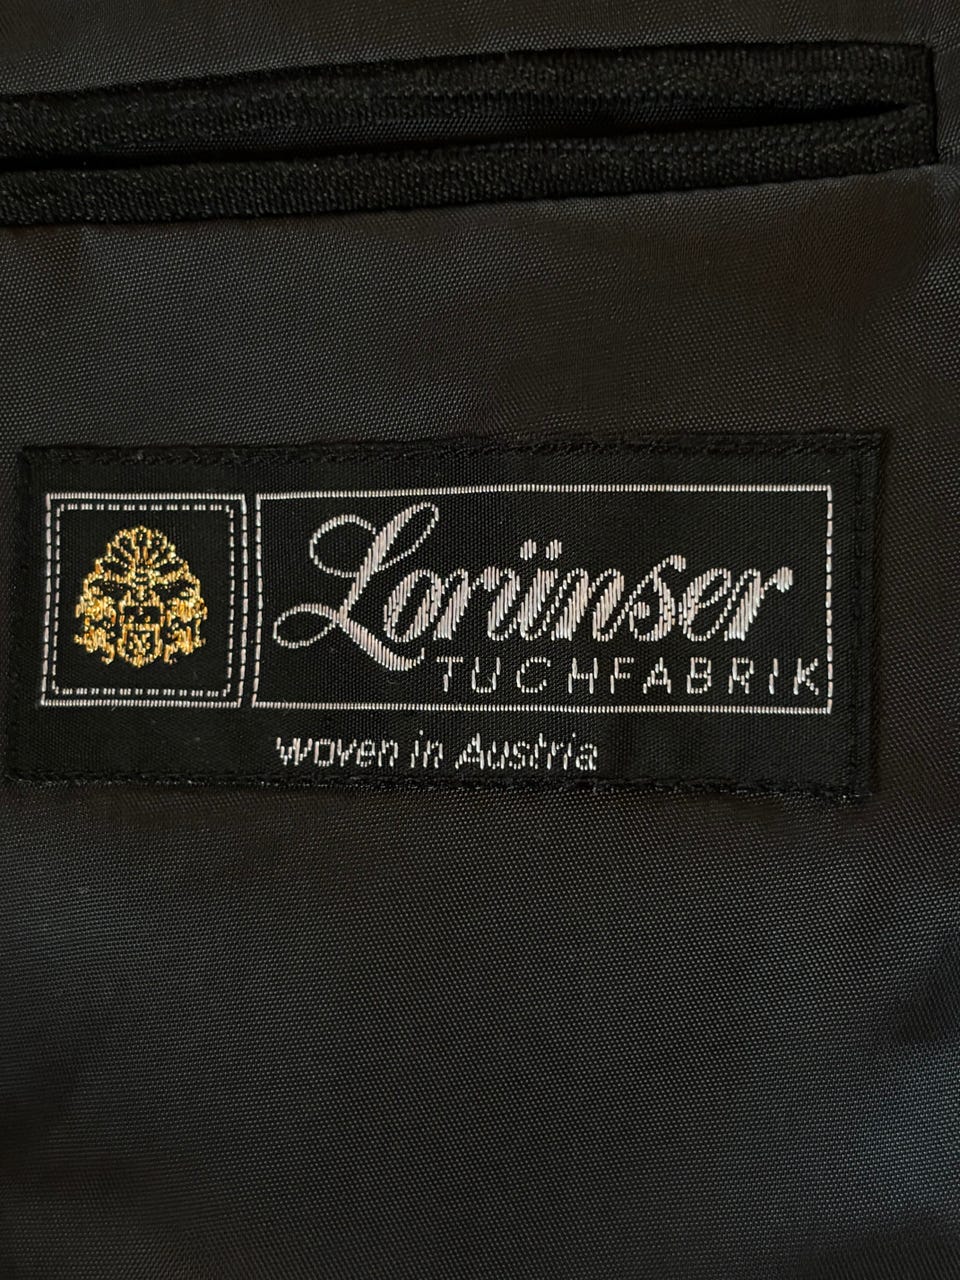 Lorünser
TUCHFABRIK
woven in Austria